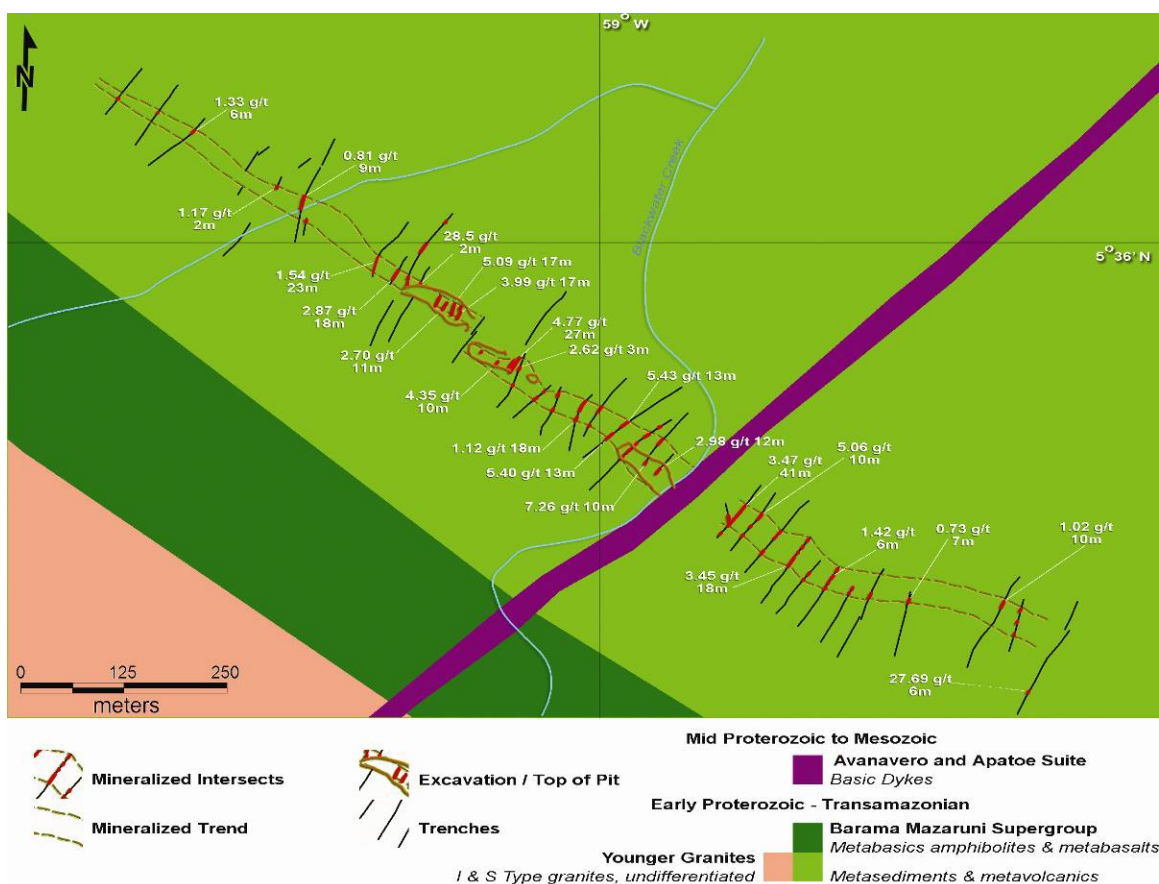 59° W
N
1.33 g/t
6m
0.81 g/t
9m
1.17 g/t
2m
Blackwater Creek
5° 36' N
28.5 g/t
2m
5.09 g/t 17m
3.99 g/t 17m
1.54 g/t
23m
2.87 g/t
18m
2.70 g/t
11m
4.77 g/t
27m
2.62 g/t 3m
4.35 g/t
10m
5.43 g/t 13m
1.12 g/t 18m
5.40 g/t 13m
2.98 g/t 12m
7.26 g/t 10m
3.47 g/t
41m
5.06 g/t
10m
1.42 g/t
6m
0.73 g/t
7m
1.02 g/t
10m
3.45 g/t
18m
27.69 g/t
6m
0 125 250
meters
Mineralized Intersects
Mineralized Trend
Excavation / Top of Pit
Trenches
Mid Proterozoic to Mesozoic
Avanavero and Apatoe Suite
Basic Dykes
Early Proterozoic - Transamazonian
Barama Mazaruni Supergroup
Metabasics amphibolites & metabasalts
Younger Granites
I & S Type granites, undifferentiated
Metasediments & metavolcanics